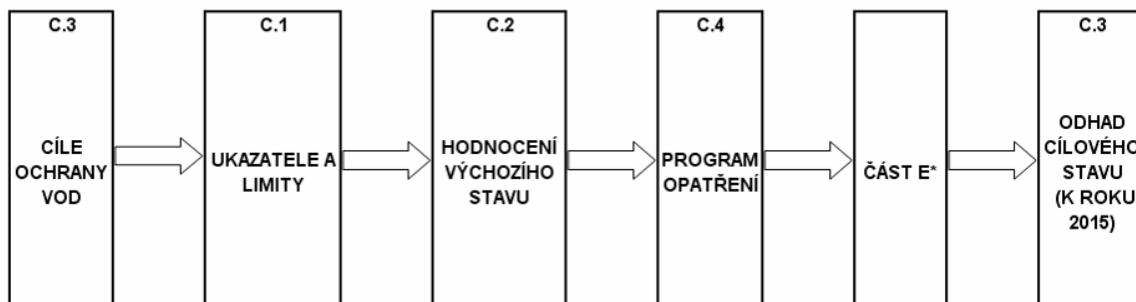 C.3
CÍLE
OCHRANY
VOD
C.1
UKAZATELE A
LIMITY
C.2
HODNOCENÍ
VÝCHOZÍHO
STAVU
C.4
PROGRAM
OPATŘENÍ
ČÁST E*
C.3
ODHAD
CÍLOVÉHO
STAVU
(K ROKU
2015)